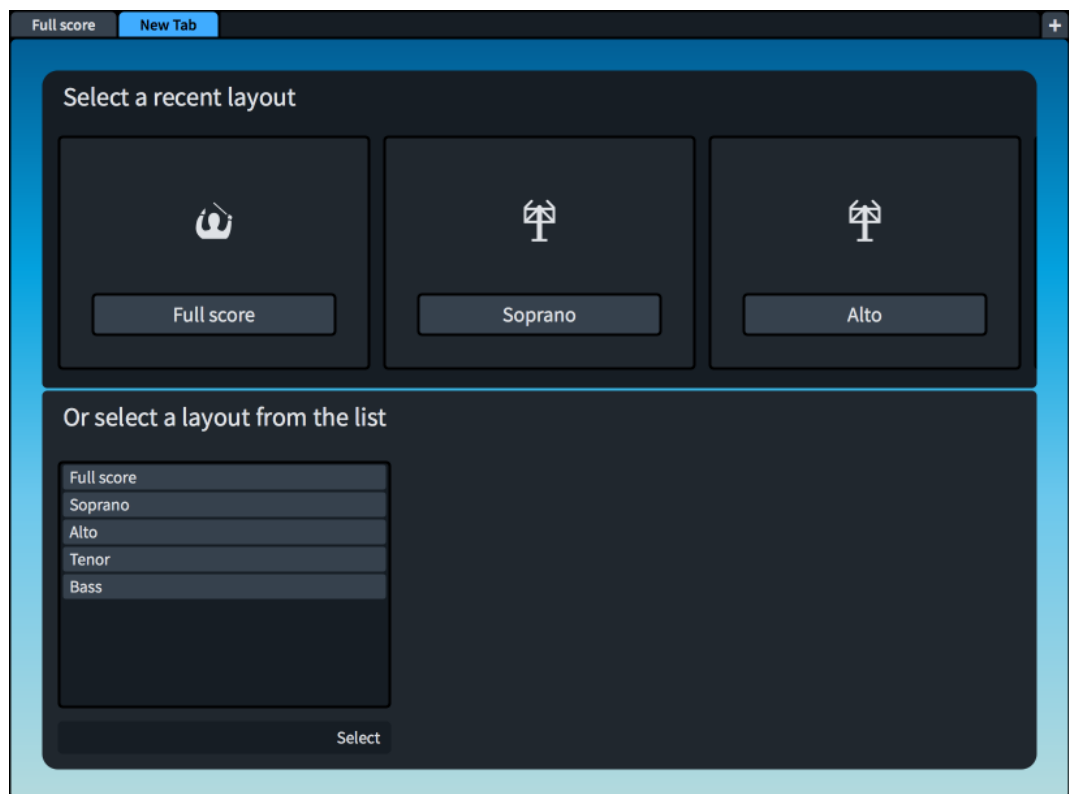 Full score New Tab +
Select a recent layout
Full score Soprano Alto
Or select a layout from the list
Full score
Soprano
Alto
Tenor
Bass
Select